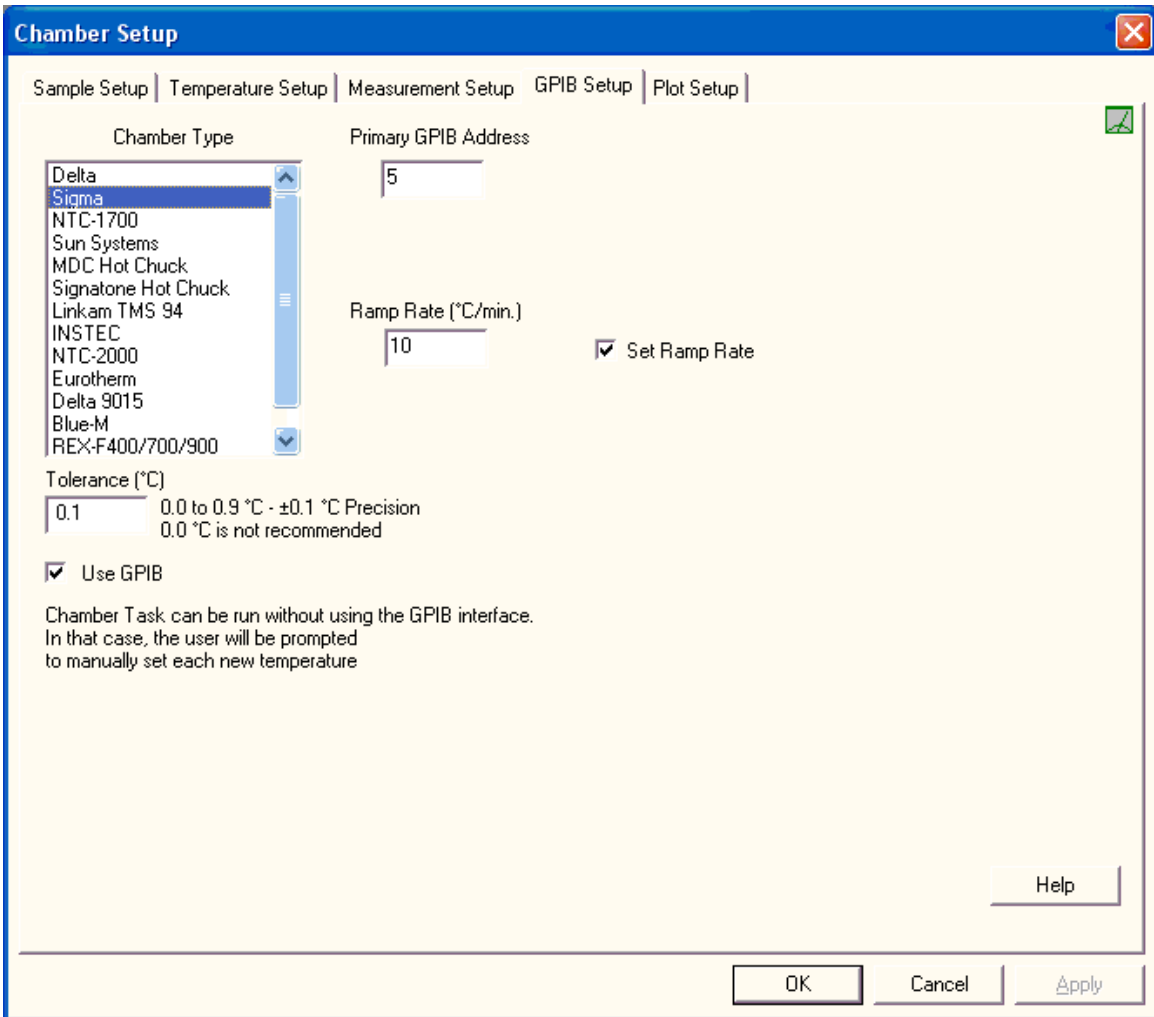 Chamber Setup
Sample Setup
Temperature Setup
Measurement Setup
GPIB Setup
Plot Setup
Chamber Type
Primary GPIB Address
Delta
Sigma
NTC-1700
Sun Systems
MDC Hot Chuck
Signatone Hot Chuck
Linkam TMS 94
INSTEC
NTC-2000
Eurotherm
Delta 9015
Blue-M
REX-F400/700/900
5
Ramp Rate (°C/min.)
10
Set Ramp Rate
Tolerance (°C)
0.1
0.0 to 0.9 °C - ±0.1 °C Precision
0.0 °C is not recommended
Use GPIB
Chamber Task can be run without using the GPIB interface.
In that case, the user will be prompted
to manually set each new temperature
Help
OK
Cancel
Apply